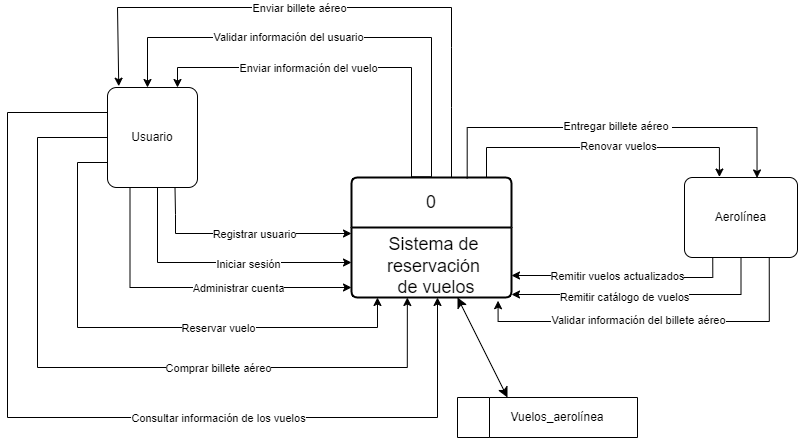 Enviar billete aéreo
Validar información del usuario
Enviar información del vuelo
Usuario
Entregar billete aéreo
Renovar vuelos
0
Sistema de
reservación
de vuelos
Aerolínea
Registrar usuario
Iniciar sesión
Administrar cuenta
Remitir vuelos actualizados
Remitir catálogo de vuelos
Validar información del billete aéreo
Reservar vuelo
Comprar billete aéreo
Consultar información de los vuelos
Vuelos_aerolínea